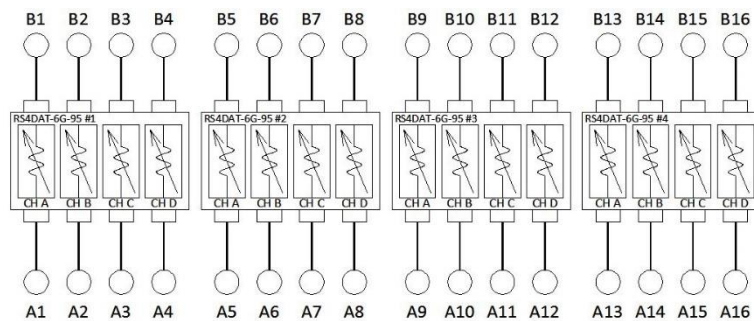 B1 B2 B3 B4 B5 B6 B7 B8 B9 B10 B11 B12 B13 B14 B15 B16
RS4DAT-6G-95 #1 RS4DAT-6G-95 #2 RS4DAT-6G-95 #3 RS4DAT-6G-95 #4
CH A CH B CH C CH D CH A CH B CH C CH D CH A CH B CH C CH D CH A CH B CH C CH D
A1 A2 A3 A4 A5 A6 A7 A8 A9 A10 A11 A12 A13 A14 A15 A16